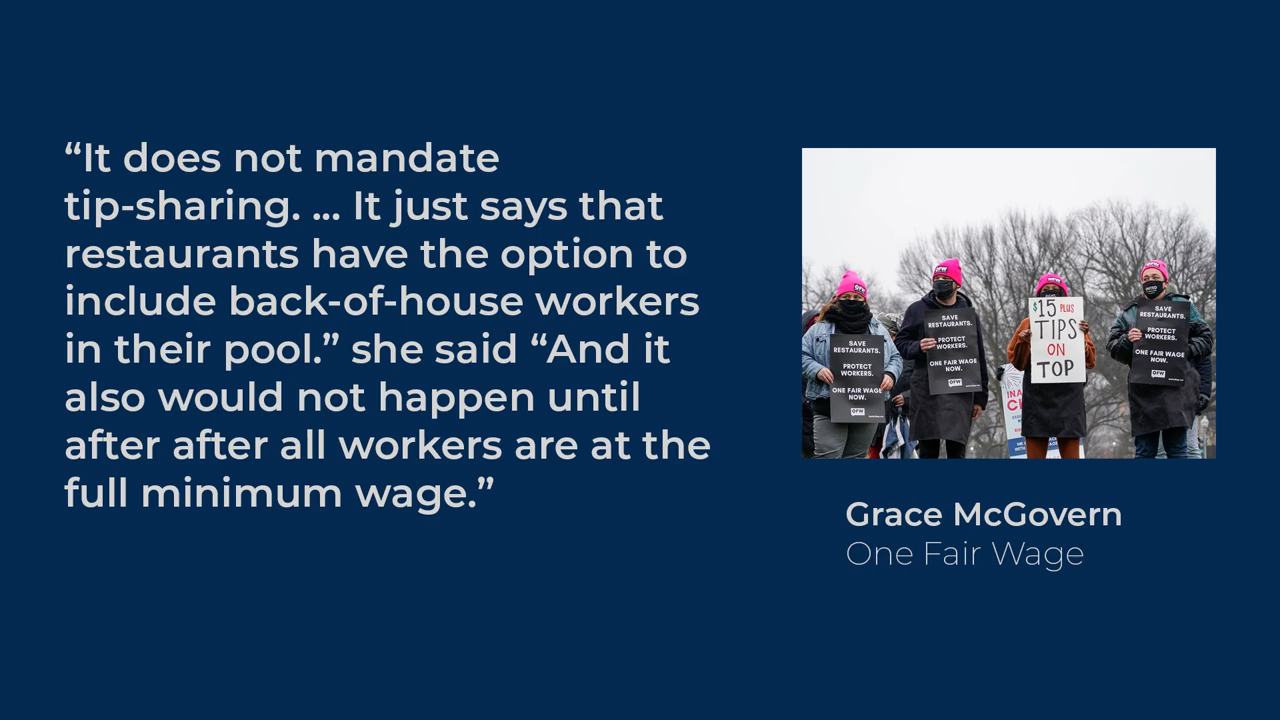 “It does not mandate
tip-sharing. ... It just says that
restaurants have the option to
include back-of-house workers
in their pool.” she said “And it
also would not happen until
after after all workers are at the
full minimum wage.”
SAVE
RESTAURANTS.
PROTECT
WORKERS.
ONE FAIR WAGE
NOW.
OFW
SAVE
RESTAURANTS.
PROTECT
WORKERS.
ONE FAIR WAGE
NOW.
OFW
$15 PLUS
TIPS
ON
TOP
SAVE
RESTAURANTS.
PROTECT
WORKERS.
ONE FAIR WAGE
NOW.
OFW
Grace McGovern
One Fair Wage